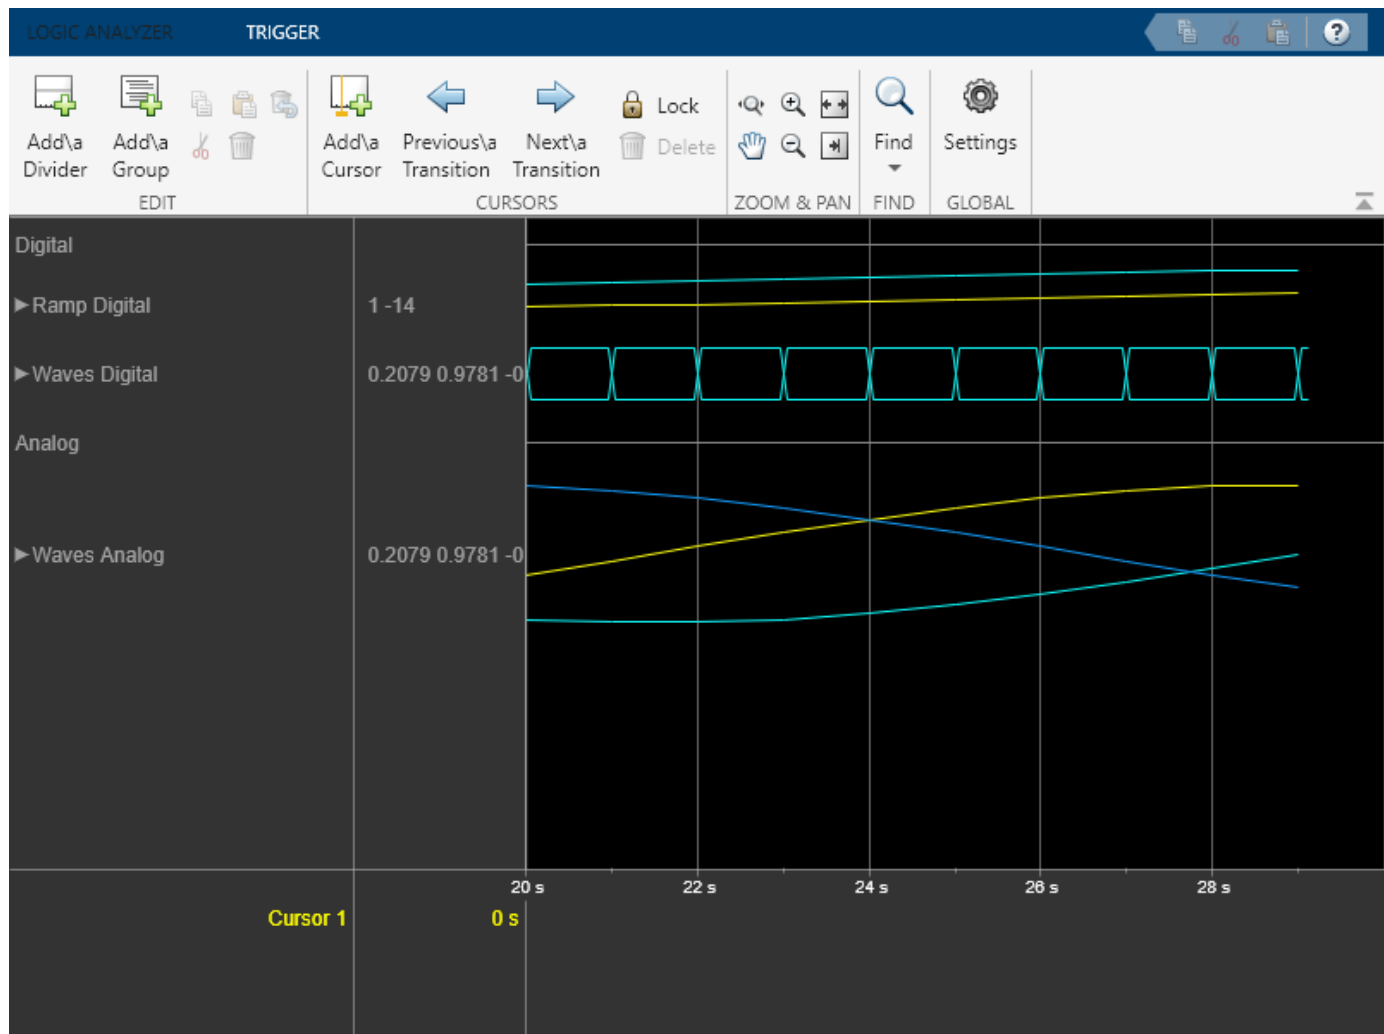 LOGIC ANALYZER TRIGGER
Lock
Add\a Add\a Add\a Previous\a Next\a Delete Find Settings
Divider Group Cursor Transition Transition
EDIT CURSORS ZOOM & PAN FIND GLOBAL
Digital
Ramp Digital 1 -14
Waves Digital 0.2079 0.9781 -0
Analog
Waves Analog 0.2079 0.9781 -0
20 s 22 s 24 s 26 s 28 s
Cursor 1 0 s